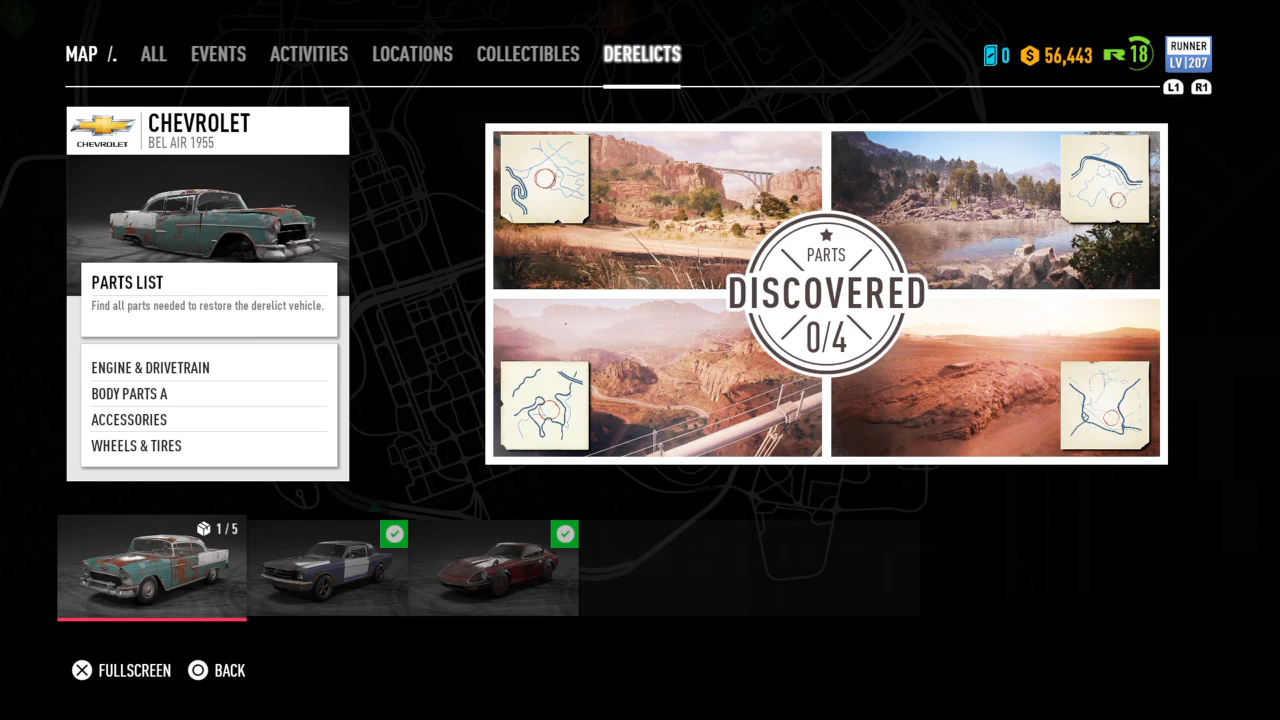 MAP /. ALL EVENTS ACTIVITIES LOCATIONS COLLECTIBLES DERELICTS
0 56,443 R 18
RUNNER
LV|207
L1 R1
CHEVROLET
CHEVROLET
BEL AIR 1955
PARTS LIST
Find all parts needed to restore the derelict vehicle.
ENGINE & DRIVETRAIN
BODY PARTS A
ACCESSORIES
WHEELS & TIRES
PARTS
DISCOVERED
0/4
1 / 5
FULLSCREEN BACK